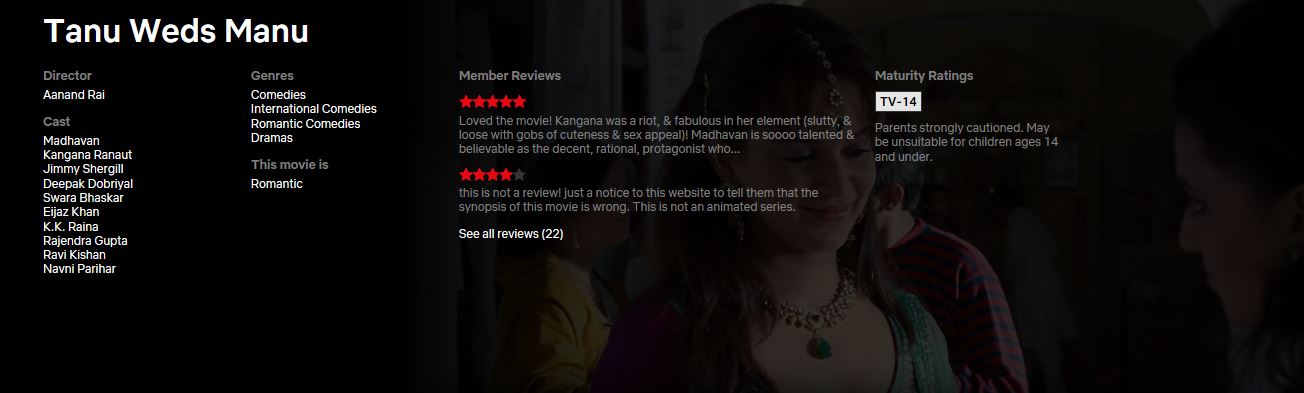 Tanu Weds Manu
Director
Aanand Rai
Cast
Madhavan
Kangana Ranaut
Jimmy Shergill
Deepak Dobriyal
Swara Bhaskar
Eijaz Khan
K.K. Raina
Rajendra Gupta
Ravi Kishan
Navni Parihar
Genres
Comedies
International Comedies
Romantic Comedies
Dramas
This movie is
Romantic
Member Reviews
Loved the movie! Kangana was a riot, & fabulous in her element (slutty, &
loose with gobs of cuteness & sex appeal)! Madhavan is soooo talented &
believable as the decent, rational, protagonist who...
this is not a review! just a notice to this website to tell them that the
synopsis of this movie is wrong. This is not an animated series.
See all reviews (22)
Maturity Ratings
TV-14
Parents strongly cautioned. May
be unsuitable for children ages 14
and under.